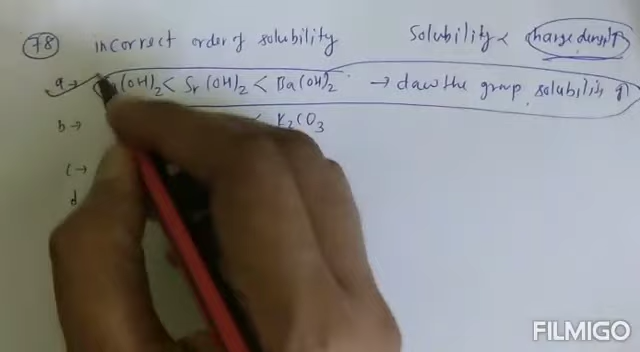 78 incorrect order of solubility Solubility < charge density
a → (OH)2 < Sr(OH)2 < Ba(OH)2 → daw the group solubility
b → < K2CO3
c →
d
FILMIGO